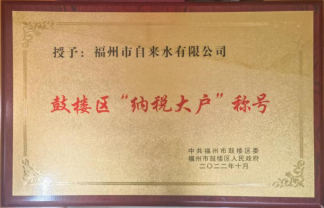 授予：福州市自来水有限公司
鼓楼区“纳税大户”称号
中共福州市鼓楼区委
福州市鼓楼区人民政府
二〇二二年十月